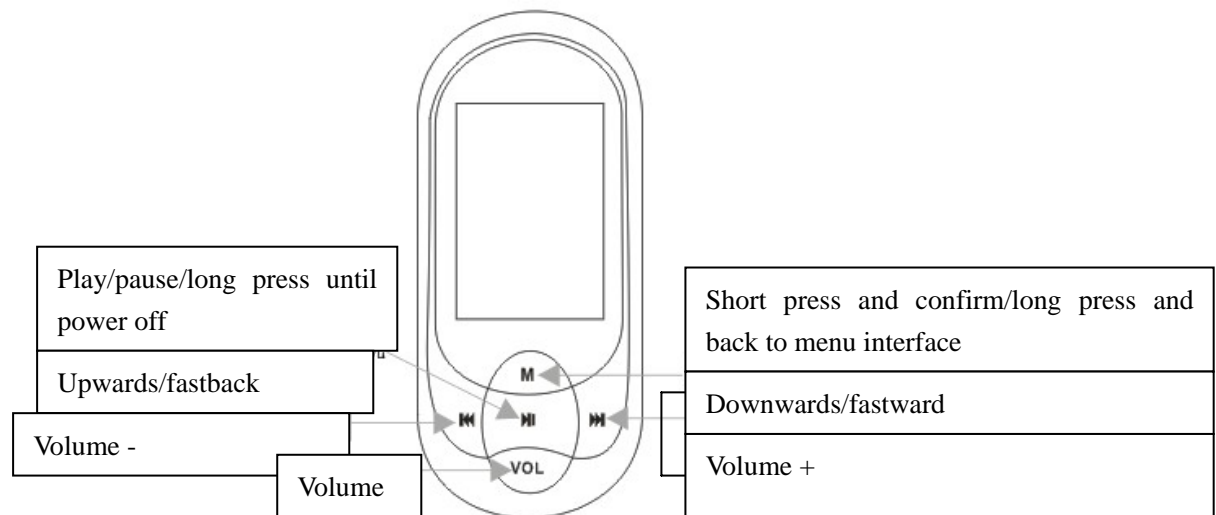 Play/pause/long press until
power off
Upwards/fastback
Volume -
Volume
Short press and confirm/long press and
back to menu interface
Downwards/fastward
Volume +
M
VOL